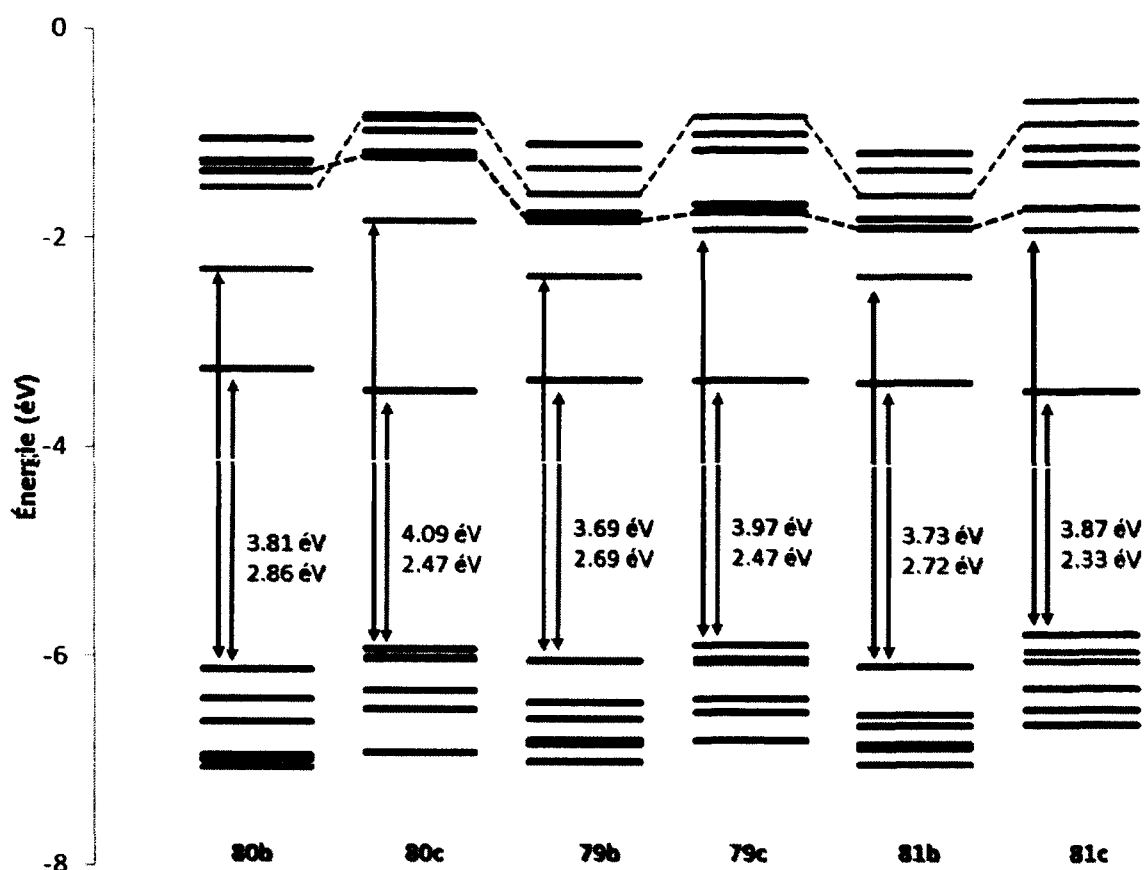 0
-2
-4
-6
-8
Énergie (éV)
3.81 éV
2.86 éV
4.09 éV
2.47 éV
3.69 éV
2.69 éV
3.97 éV
2.47 éV
3.73 éV
2.72 éV
3.87 éV
2.33 éV
80b 80c 79b 79c 81b 81c